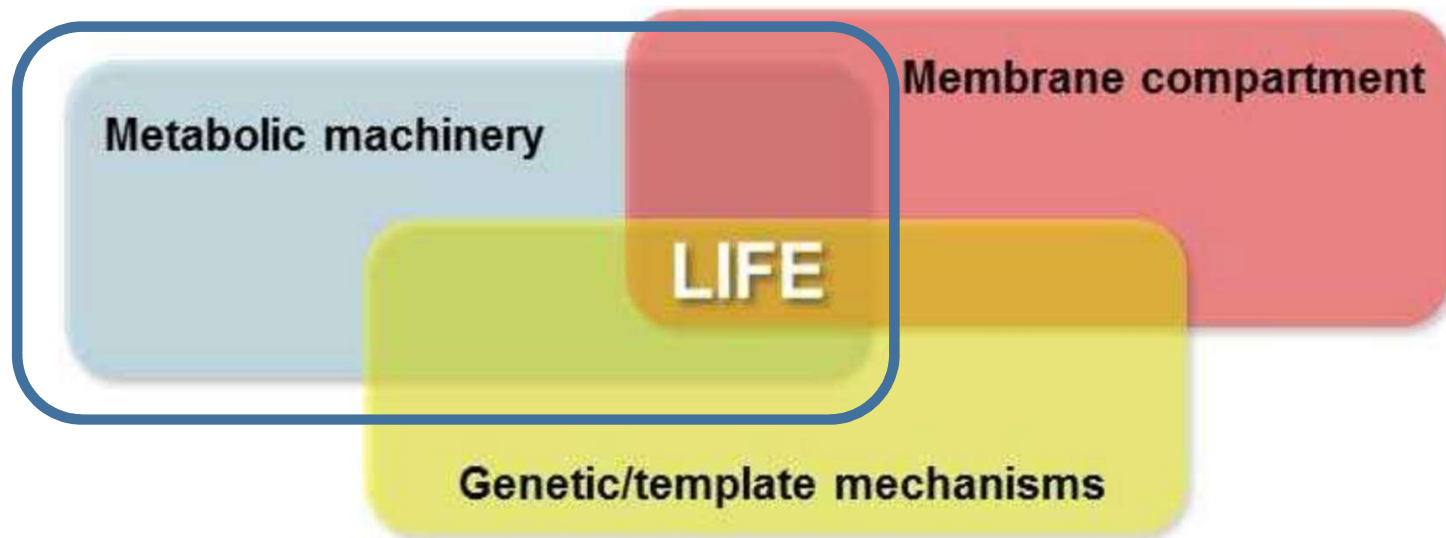 Membrane compartment
Metabolic machinery
LIFE
Genetic/template mechanisms